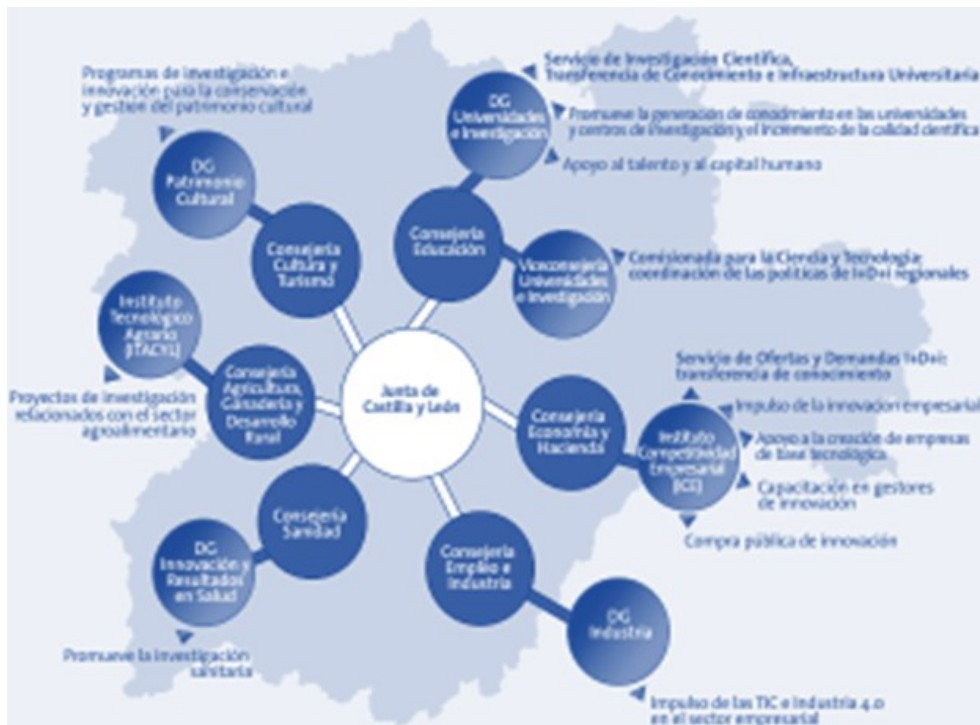 Programas de investigación e
innovación para la conservación
y gestión del patrimonio cultural
DG
Patrimonio
Cultural
Consejería
Cultura y
Turismo
Servicio de Investigación Científica,
Transferencia de Conocimiento e Infraestructura Universitaria
DG
Universidades
e Investigación
Promueve la generación de conocimiento en las universidades
y centros de investigación y el incremento de la calidad científica
Apoyo al talento y al capital humano
Consejería
Educación
Viceconsejería
Universidades
e Investigación
Comisionada para la Ciencia y Tecnología:
coordinación de las políticas de I+D+i regionales
Instituto
Tecnológico
Agrario
(ITACYL)
Proyectos de investigación
relacionados con el sector
agroalimentario
Consejería
Agricultura,
Ganadería y
Desarrollo
Rural
Junta de
Castilla y León
Consejería
Economía y
Hacienda
Servicio de Ofertas y Demandas I+D+i:
transferencia de conocimiento
Impulso de la innovacion empresarial
Instituto
Competitividad
Empresarial
(ICE)
Apoyo a la creación de empresas
de base tecnológica
Capacitación en gestores
de innovación
Compra pública de innovación
Consejería
Sanidad
DG
Innovación y
Resultados
en Salud
Promueve la investigación
sanitaria
Consejería
Empleo e
Industria
DG
Industria
Impulso de las TIC e Industria 4.0
en el sector empresarial